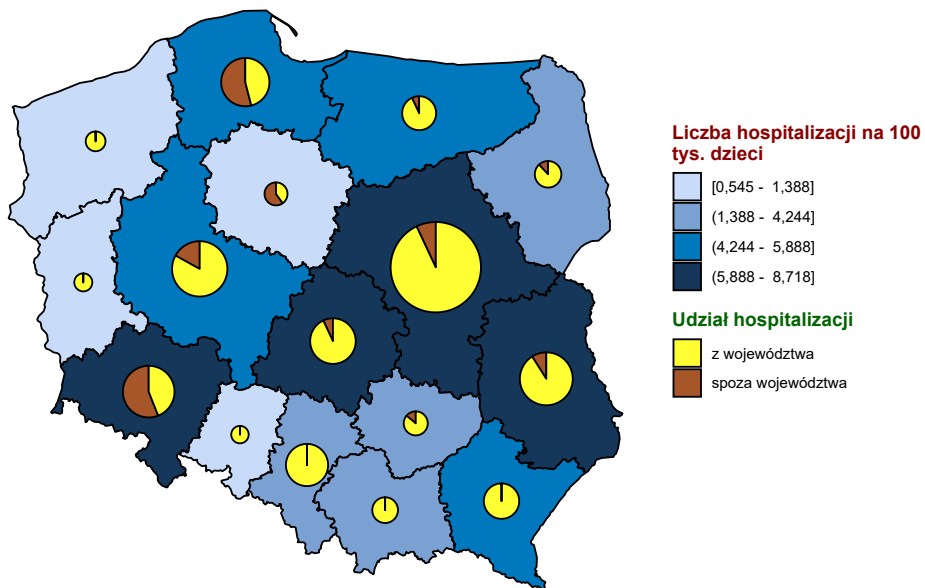 Liczba hospitalizacji na 100
tys. dzieci
[0,545 - 1,388]
(1,388 - 4,244]
(4,244 - 5,888]
(5,888 - 8,718]
Udział hospitalizacji
z województwa
spoza województwa